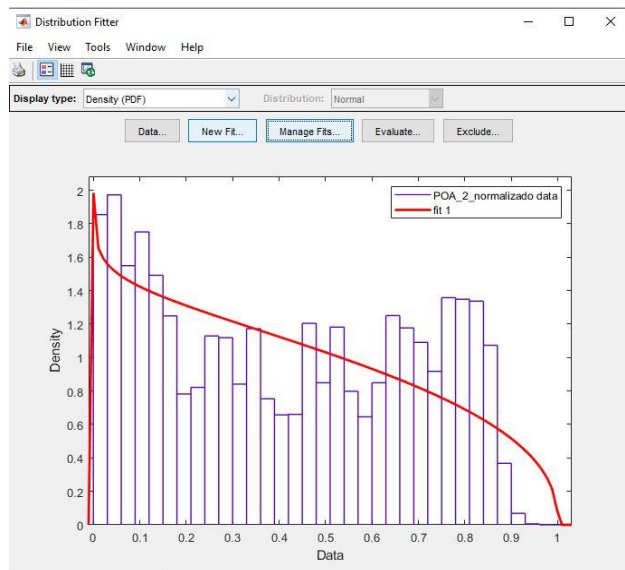 Distribution Fitter
File View Tools Window Help
Display type: Density (PDF) Distribution: Normal
Data... New Fit... Manage Fits... Evaluate... Exclude...
POA_2_normalizado data
fit 1
2
1.8
1.6
1.4
1.2
1
0.8
0.6
0.4
0.2
0
Density
0 0.1 0.2 0.3 0.4 0.5 0.6 0.7 0.8 0.9 1
Data